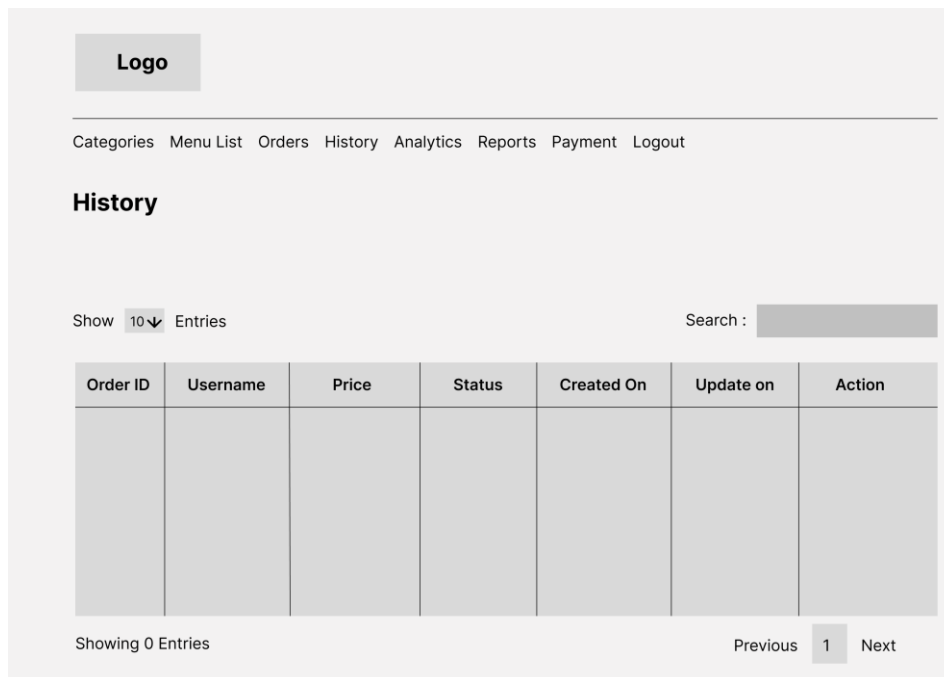 Logo
Categories Menu List Orders History Analytics Reports Payment Logout
History
Show 10 Entries Search :
Order ID Username Price Status Created On Update on Action
Showing 0 Entries Previous 1 Next